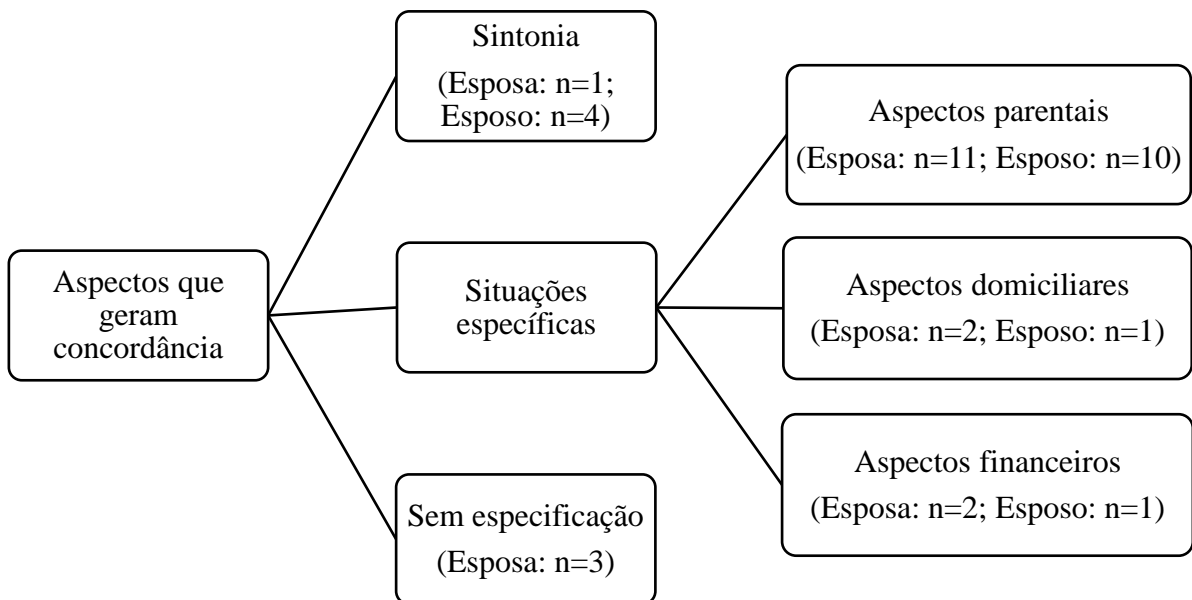 Aspectos que
geram
concordância
Sintonia
(Esposa: n=1;
Esposo: n=4)
Situações
específicas
Sem especificação
(Esposa: n=3)
Aspectos parentais
(Esposa: n=11; Esposo: n=10)
Aspectos domiciliares
(Esposa: n=2; Esposo: n=1)
Aspectos financeiros
(Esposa: n=2; Esposo: n=1)